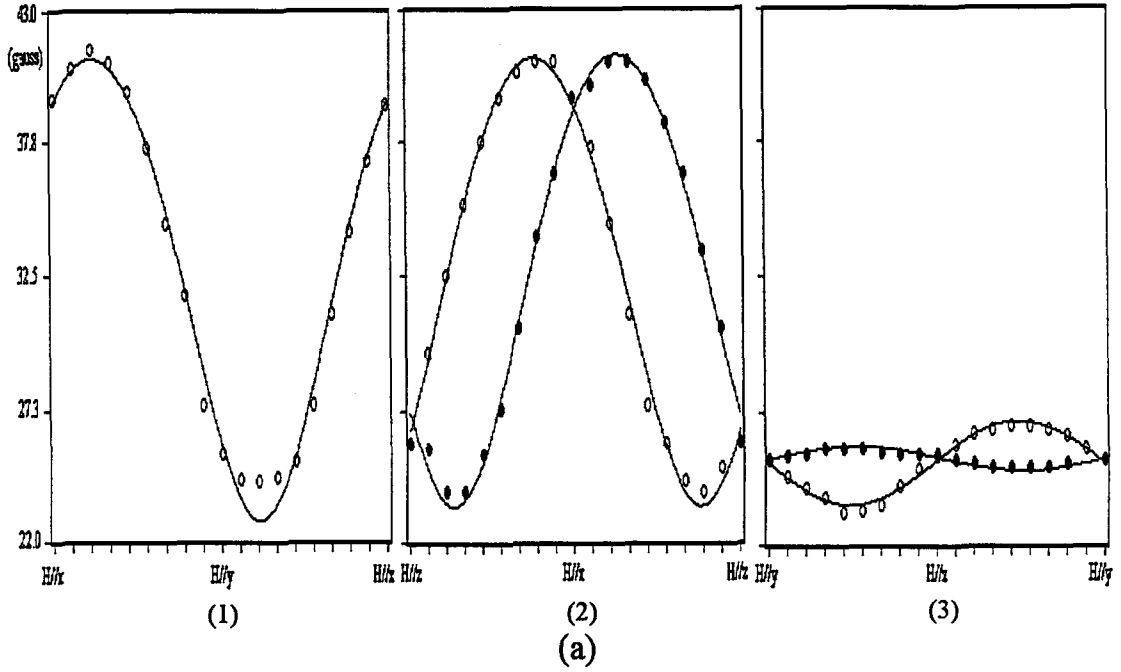 43.0
(gauss)
37.8
32.5
27.3
22.0
H//x H//y H//x
H//z H//x H//z
H//y H//z H//y
(1) (2) (3)
(a)